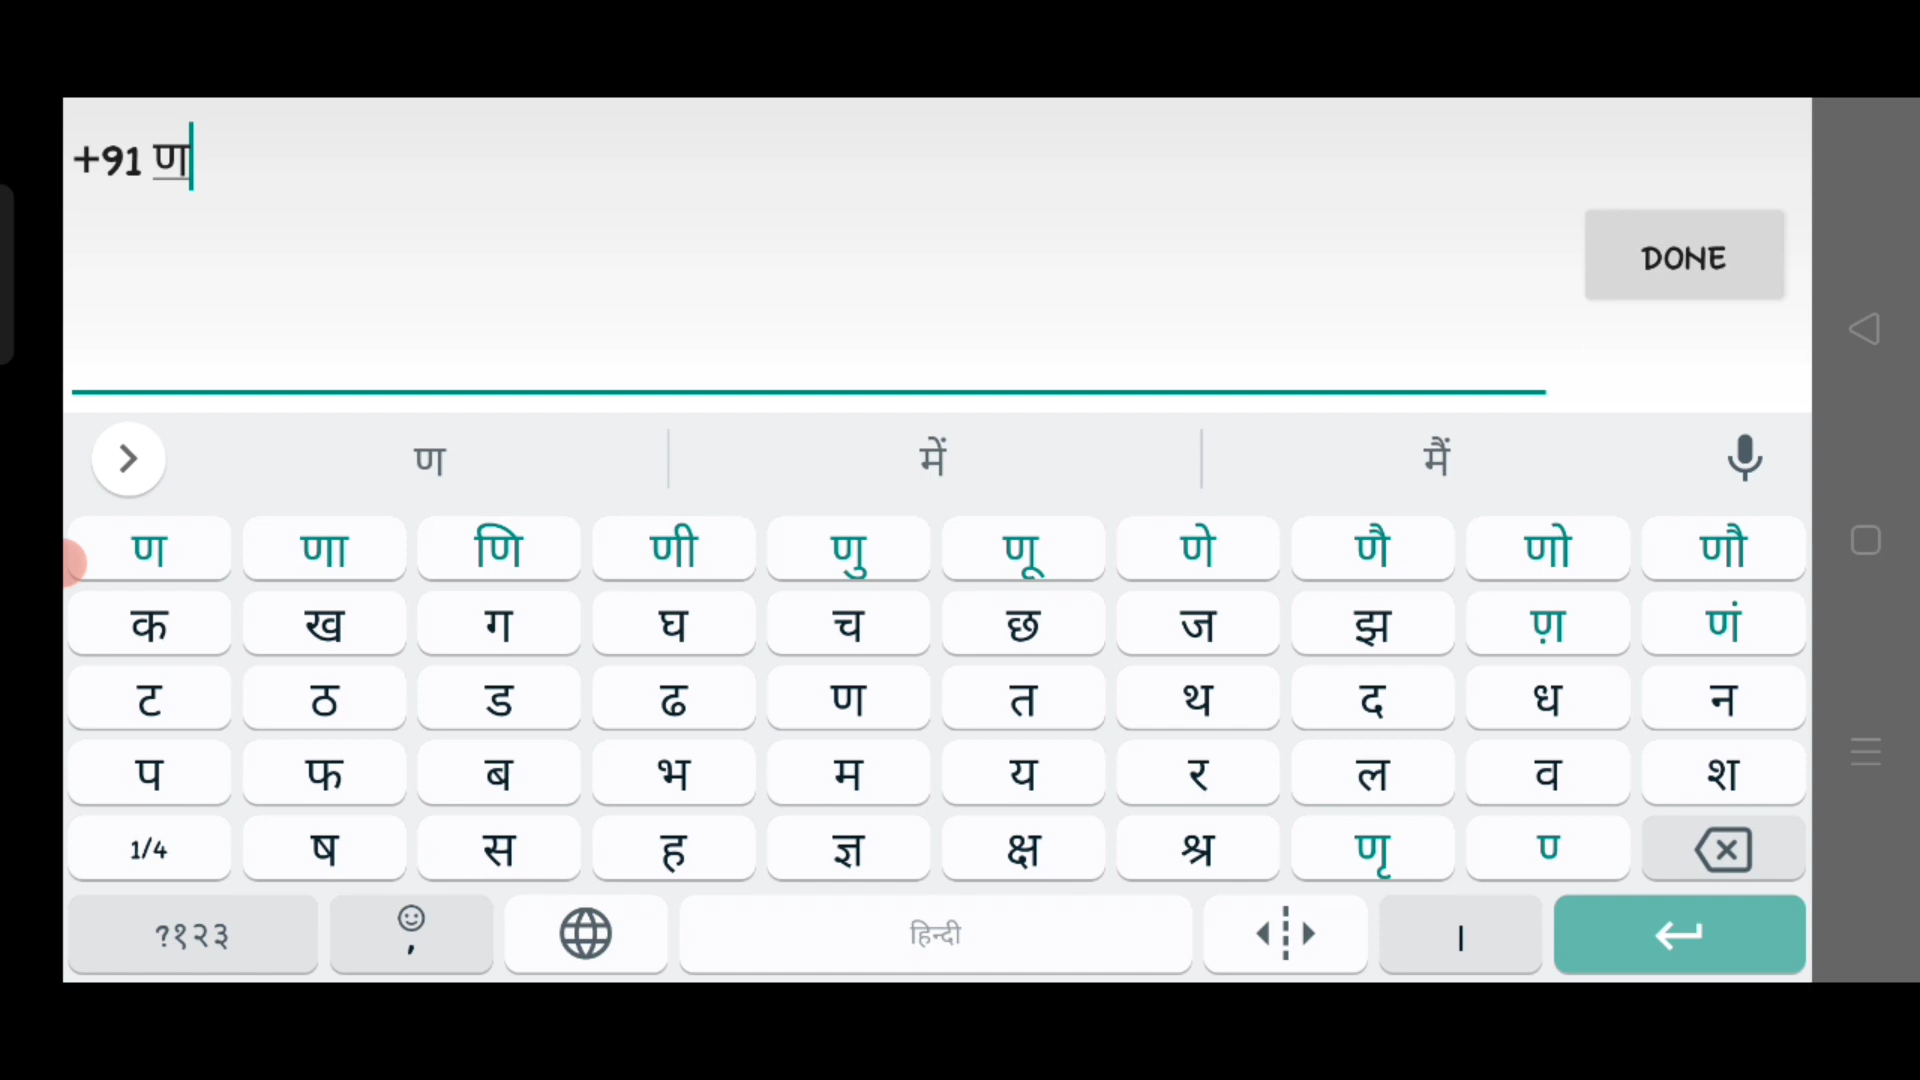 +91 ण
DONE
ण में मैं
ण णा णि णी णु णू णे णै णो णौ
क ख ग घ च छ ज झ ण़ णं
ट ठ ड ढ ण त थ द ध न
प फ ब भ म य र ल व श
1/4 ष स ह ज्ञ क्ष श्र णृ ण्
?१२३ , हिन्दी ।